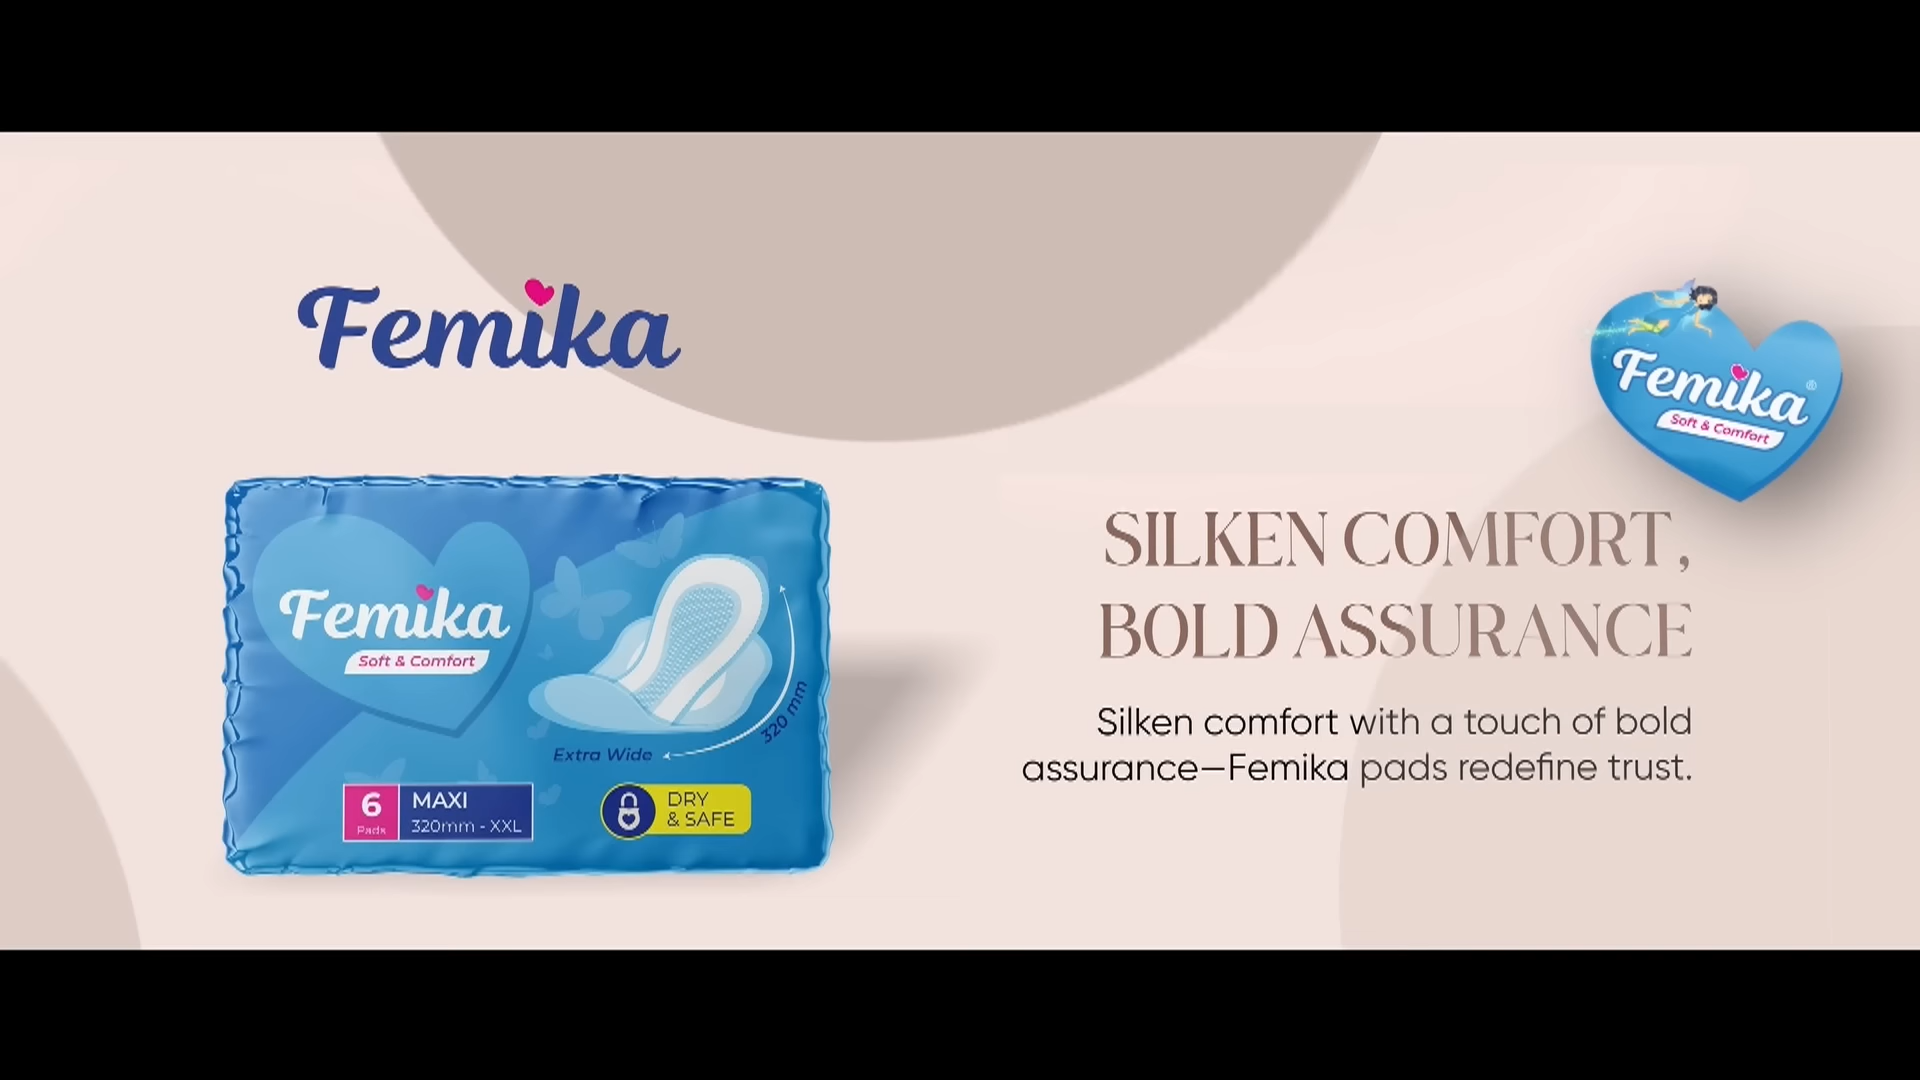 Femika
Femika ®
Soft & Comfort
SILKEN COMFORT,
BOLD ASSURANCE
Silken comfort with a touch of bold
assurance—Femika pads redefine trust.
Femika
Soft & Comfort
320 mm
Extra Wide
6
Pads
MAXI
320mm - XXL
DRY
& SAFE